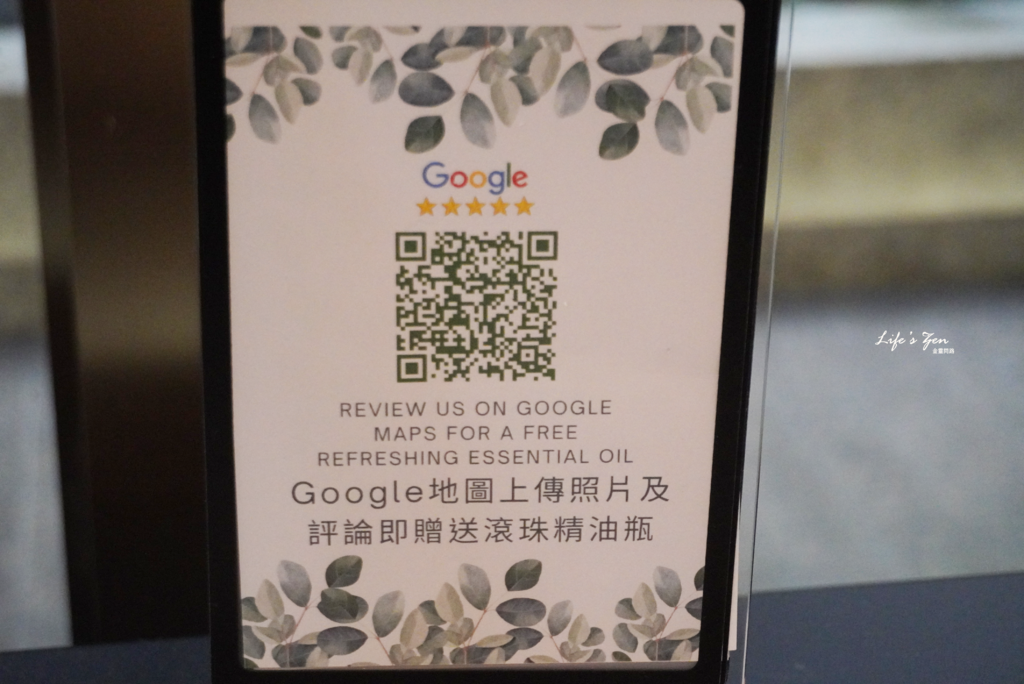 Google
REVIEW US ON GOOGLE
MAPS FOR A FREE
REFRESHING ESSENTIAL OIL
Google地圖上傳照片及
評論即贈送滾珠精油瓶
Life's Zen